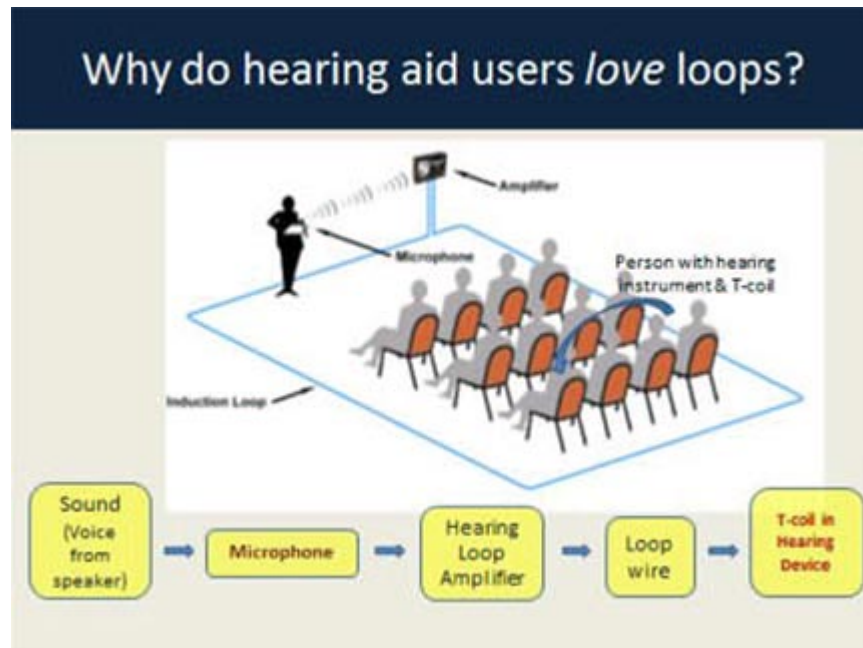 Why do hearing aid users love loops?
Amplifier
Microphone
Person with hearing
instrument & T-coil
Induction Loop
Sound
(Voice
from
speaker)
Microphone
Hearing
Loop
Amplifier
Loop
wire
T-coil in
Hearing
Device